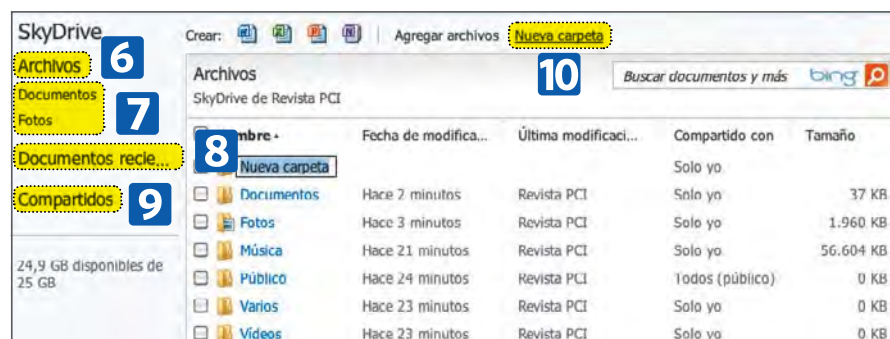 SkyDrive
Crear: Agregar archivos Nueva carpeta
Archivos 6
Documentos
Fotos 7
Documentos recie... 8
Compartidos 9
24,9 GB disponibles de
25 GB
10
Archivos
SkyDrive de Revista PCI
Buscar documentos y más bing
mbre Fecha de modifica... Última modificaci... Compartido con Tamaño
Nueva carpeta Solo yo
Documentos Hace 2 minutos Revista PCI Solo yo 37 KB
Fotos Hace 3 minutos Revista PCI Solo yo 1.960 KB
Música Hace 21 minutos Revista PCI Solo yo 56.604 KB
Público Hace 24 minutos Revista PCI Todos (público) 0 KB
Varios Hace 23 minutos Revista PCI Solo yo 0 KB
Vídeos Hace 23 minutos Revista PCI Solo yo 0 KB